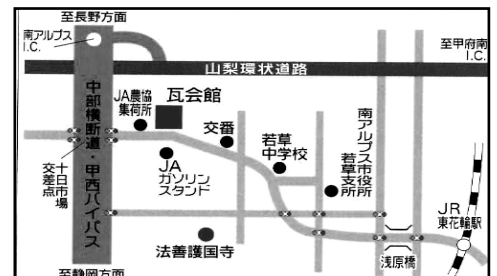 至長野方面
南アルプス
I.C.
至甲府南
I.C.
山梨環状道路
中部横断道・甲西バイパス
JA農協
集荷所
瓦会館
交番
若草
中学校
南アルプス市役所
若草支所
十日市場
交差点
JA
ガソリン
スタンド
JR
東花輪駅
法善護国寺
浅原橋
至静岡方面